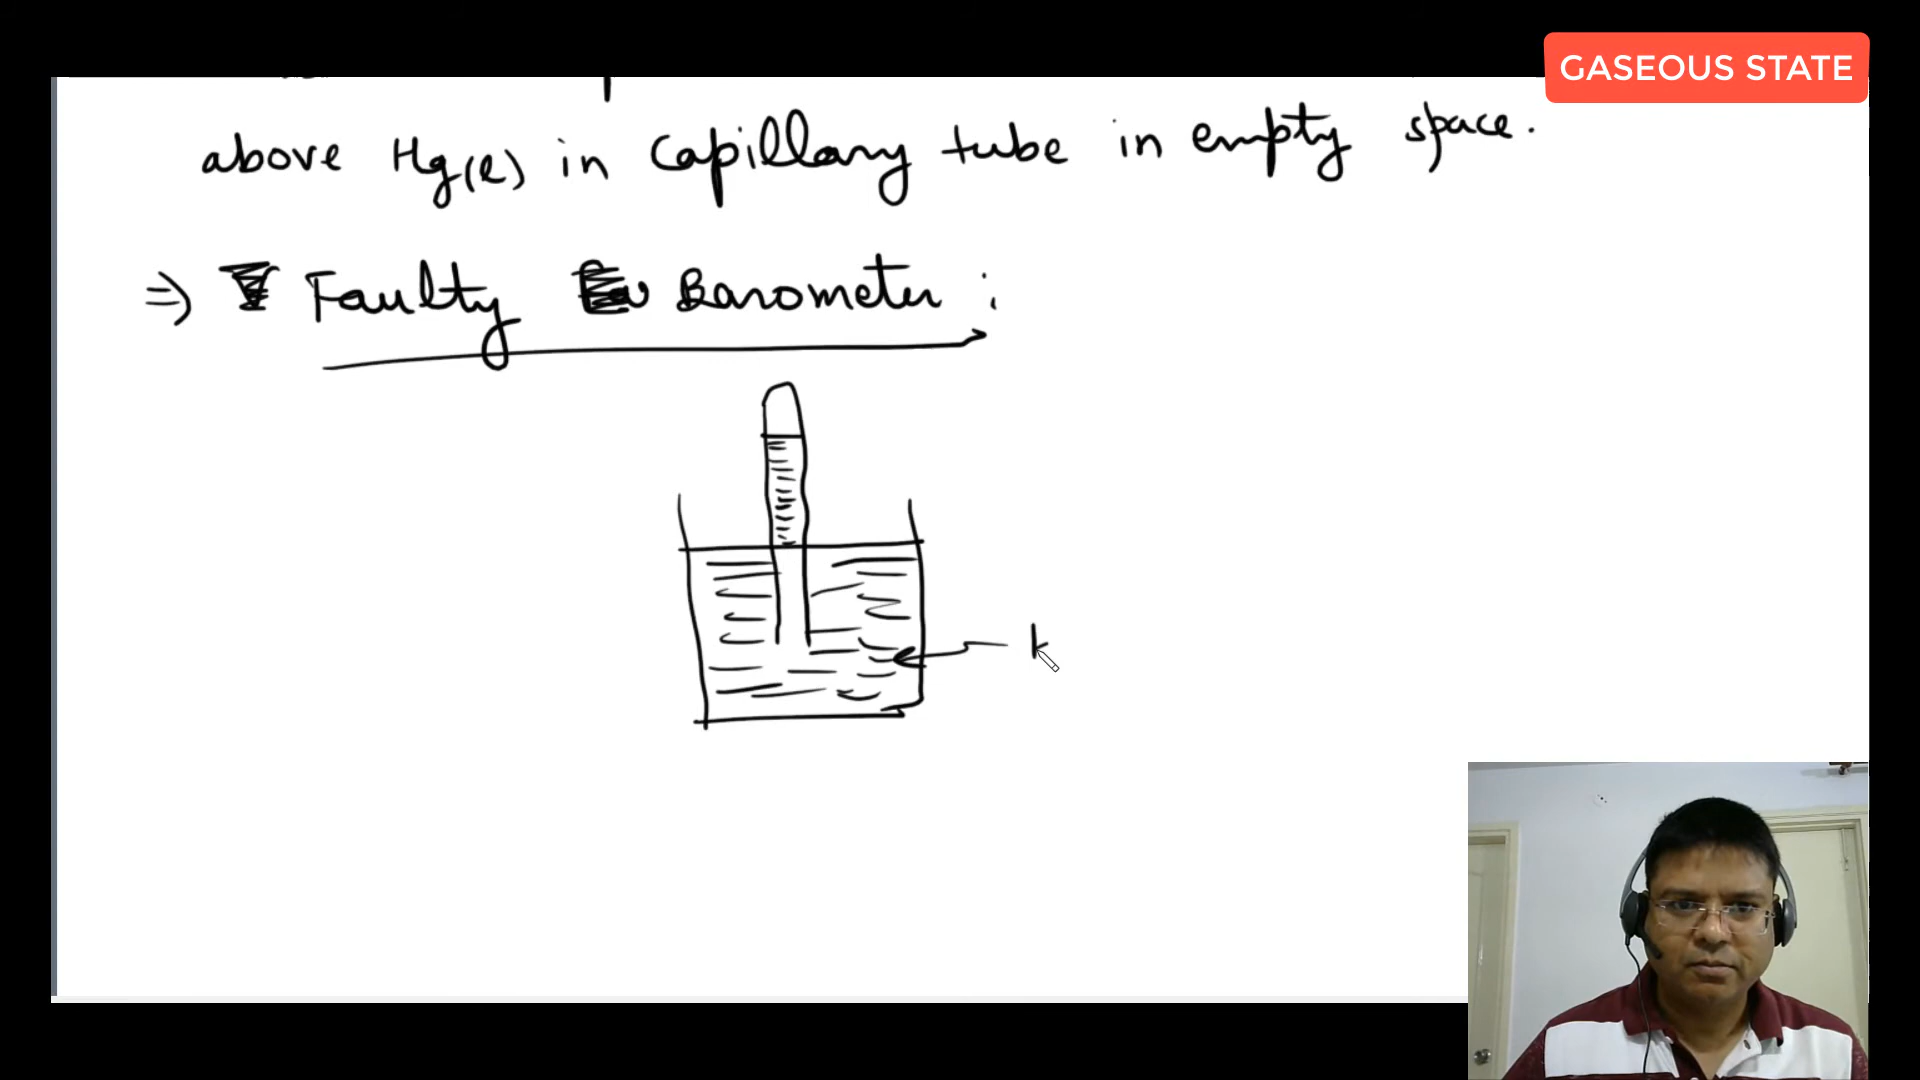 GASEOUS STATE
above Hg(l) in capillary tube in empty space.
⇒ Faulty Barometer :